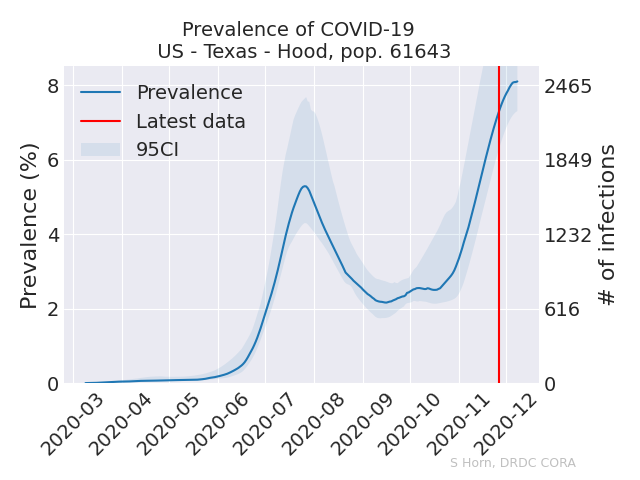 Prevalence of COVID-19
US - Texas - Hood, pop. 61643
Prevalence
Latest data
95CI
Prevalence (%)
8
6
4
2
0
2465
1849
1232
616
0
# of infections
2020-03
2020-04
2020-05
2020-06
2020-07
2020-08
2020-09
2020-10
2020-11
2020-12
S Horn, DRDC CORA